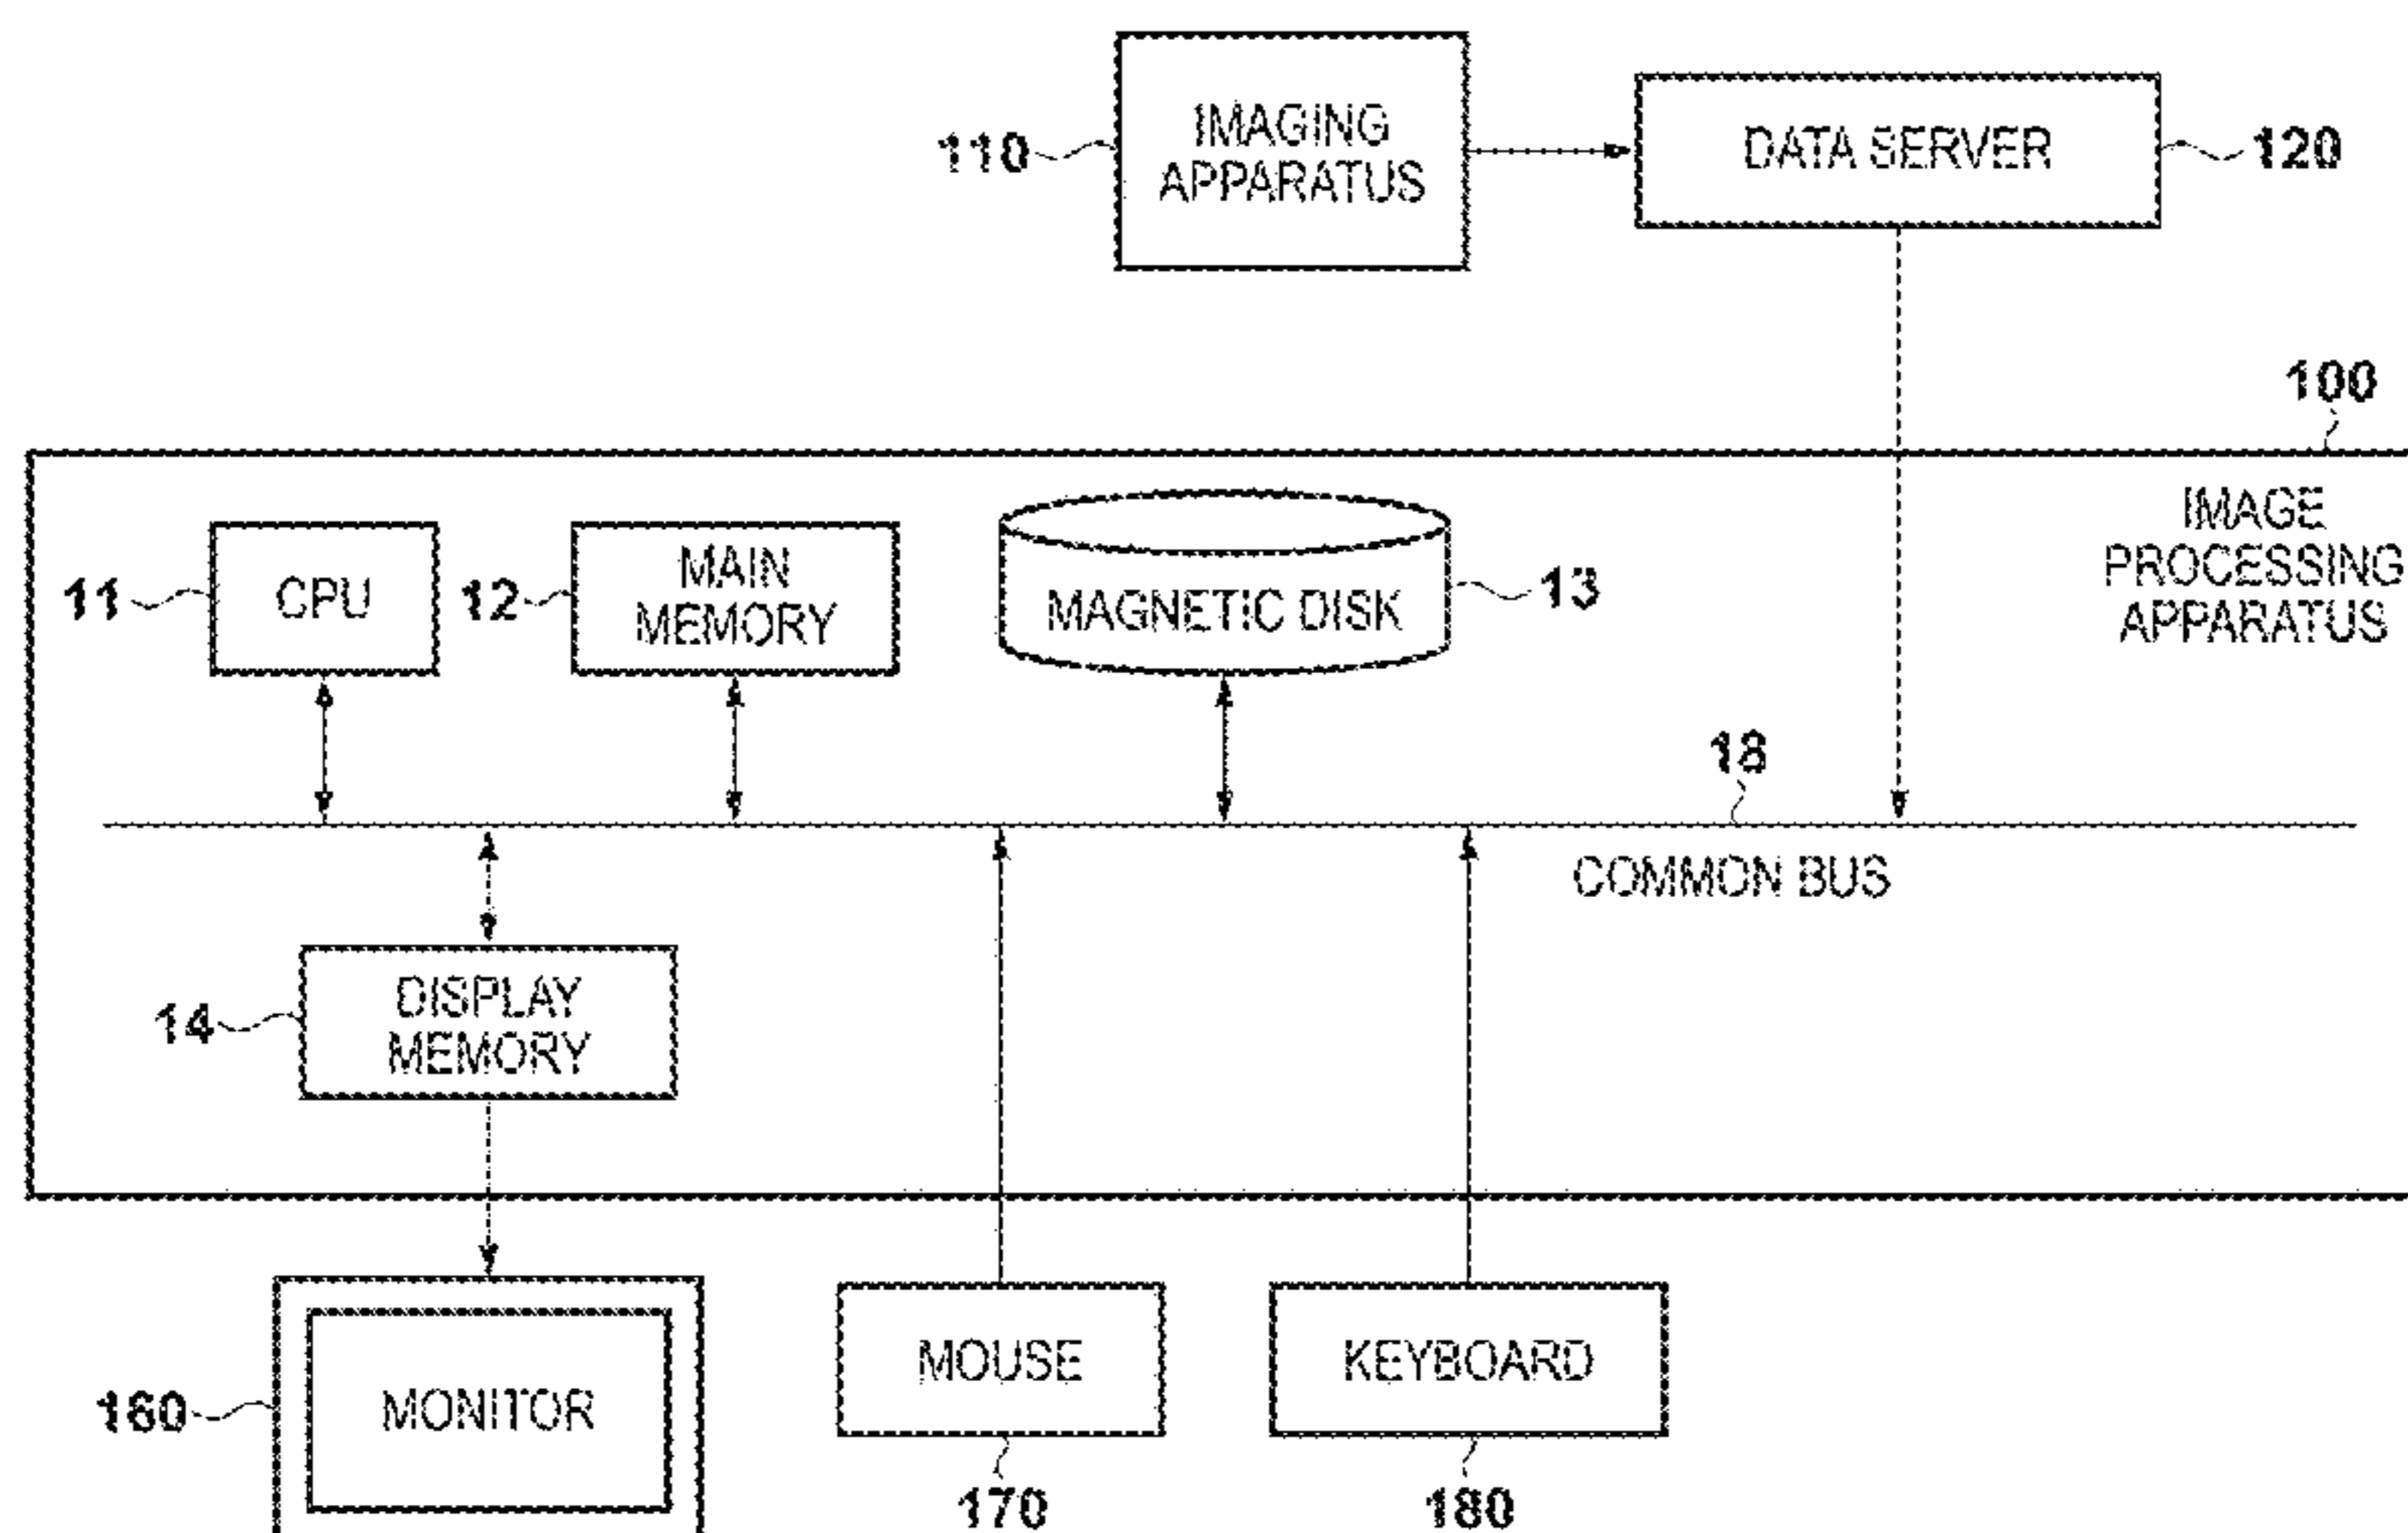 IMAGING
APPARATUS
110
DATA SERVER
120
100
IMAGE
PROCESSING
APPARATUS
11
CPU
12
MAIN
MEMORY
MAGNETIC DISK
13
18
COMMON BUS
14
DISPLAY
MEMORY
160
MONITOR
MOUSE
170
KEYBOARD
180